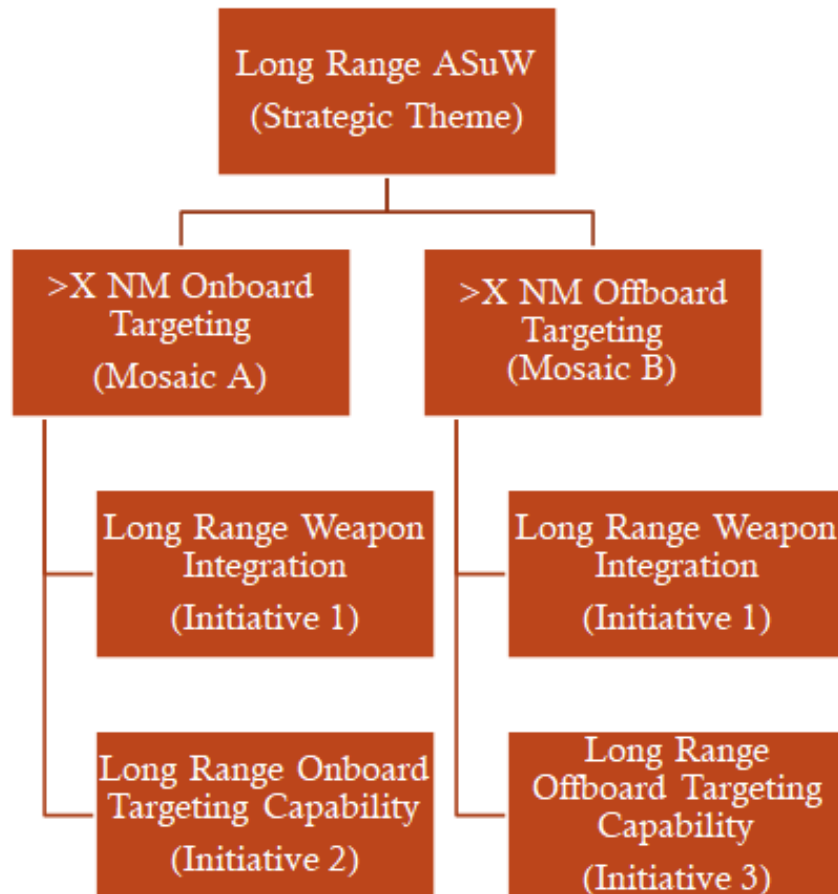 Long Range ASuW
(Strategic Theme)
>X NM Onboard
Targeting
(Mosaic A)
>X NM Offboard
Targeting
(Mosaic B)
Long Range Weapon
Integration
(Initiative 1)
Long Range Weapon
Integration
(Initiative 1)
Long Range Onboard
Targeting Capability
(Initiative 2)
Long Range
Offboard Targeting
Capability
(Initiative 3)